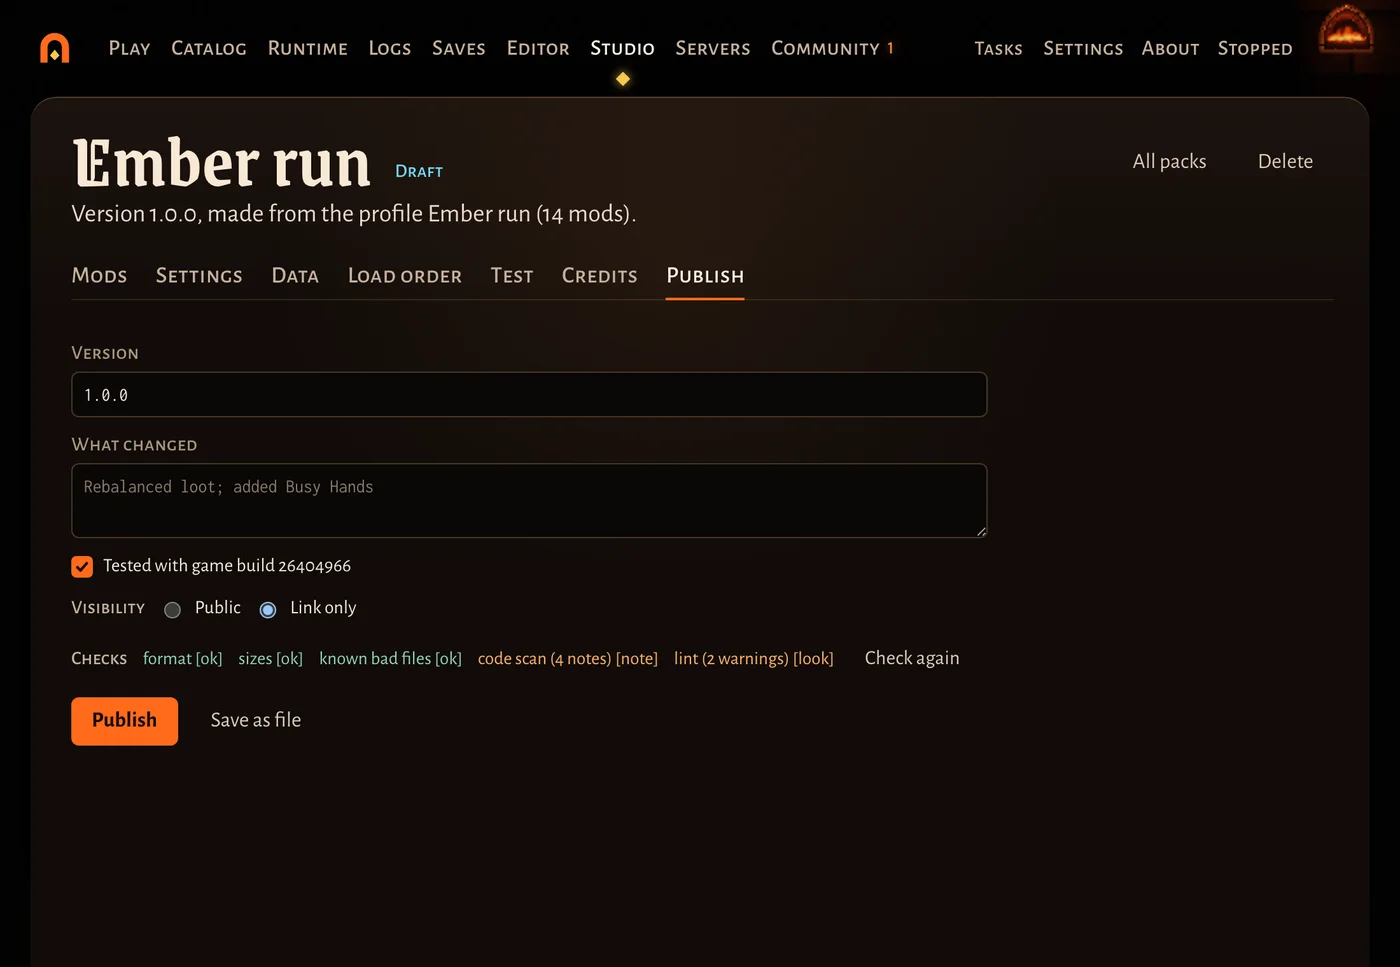 Play Catalog Runtime Logs Saves Editor Studio Servers Community 1 Tasks Settings About Stopped
Ember run Draft All packs Delete
Version 1.0.0, made from the profile Ember run (14 mods).
Mods Settings Data Load order Test Credits Publish
Version
1.0.0
What changed
Rebalanced loot; added Busy Hands
Tested with game build 26404966
Visibility Public Link only
Checks format [ok] sizes [ok] known bad files [ok] code scan (4 notes) [note] lint (2 warnings) [look] Check again
Publish Save as file